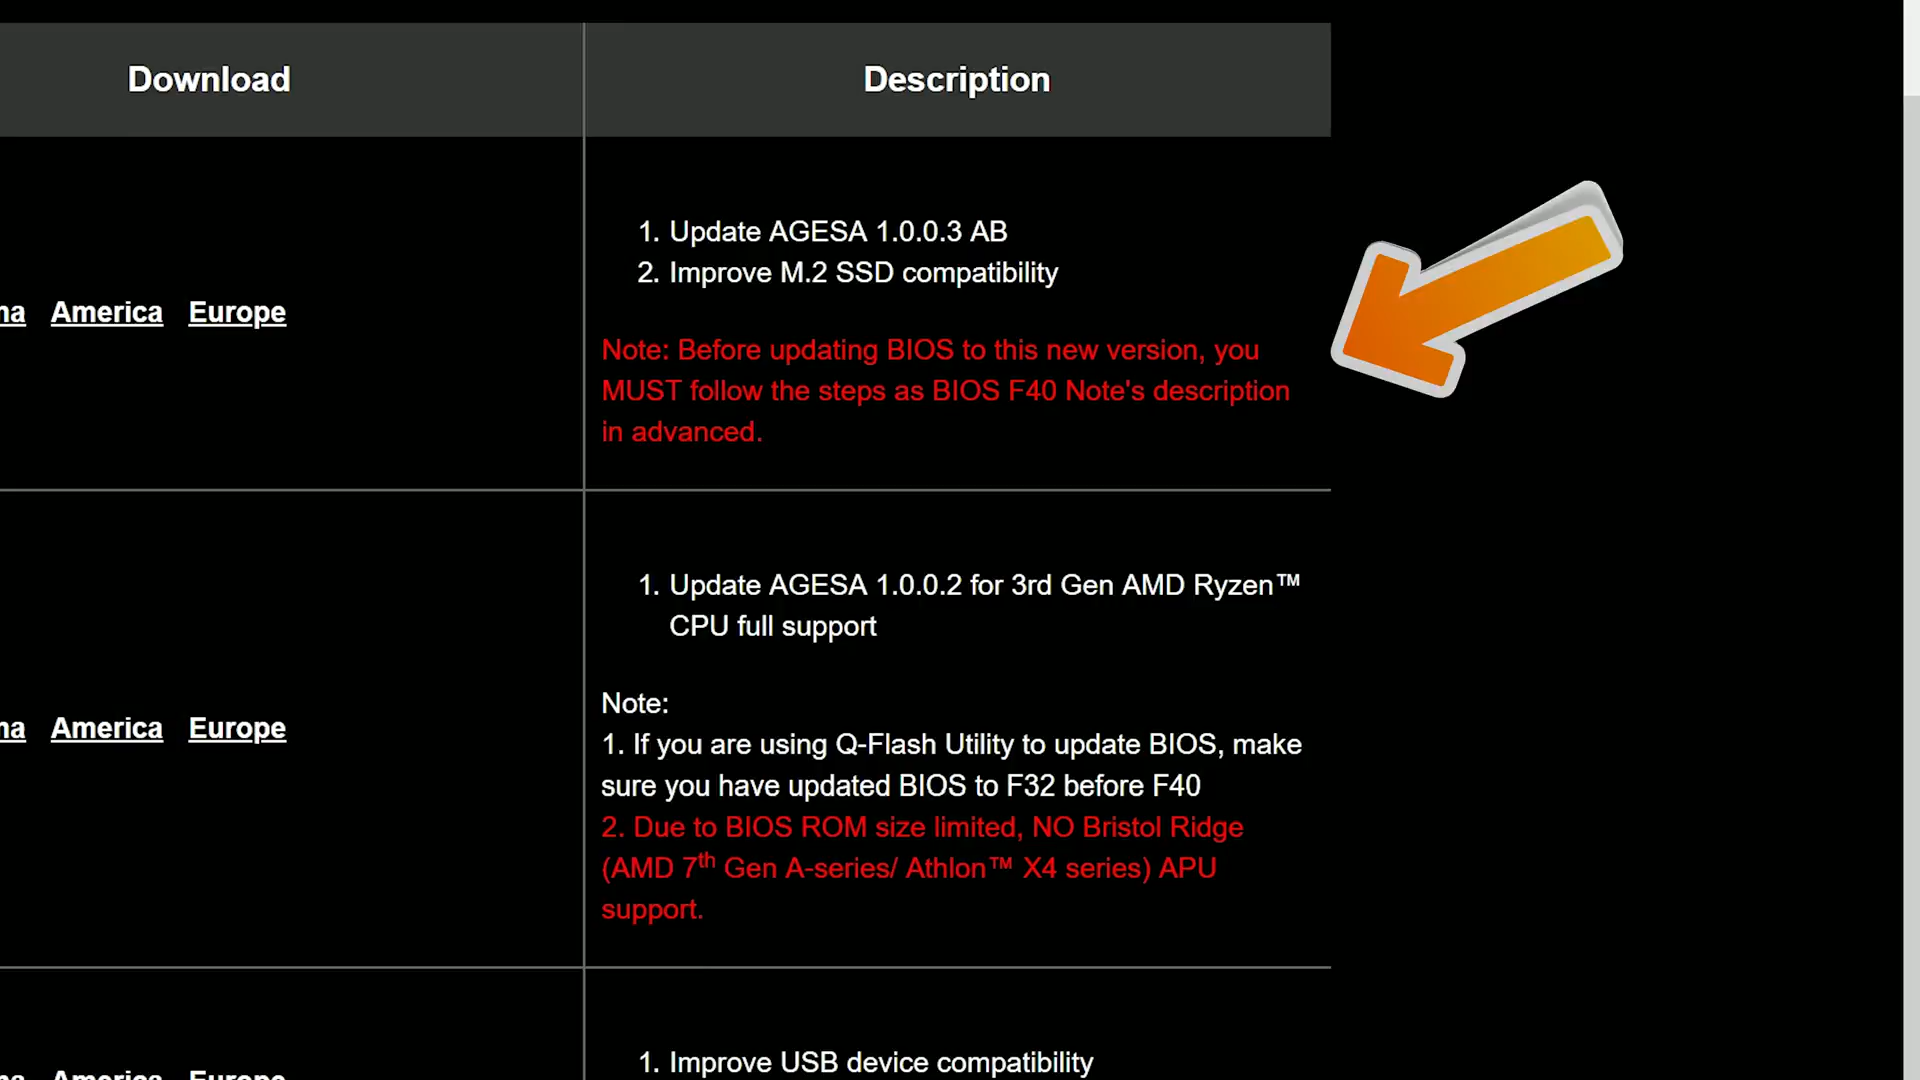 Download Description
1. Update AGESA 1.0.0.3 AB
2. Improve M.2 SSD compatibility
na America Europe
Note: Before updating BIOS to this new version, you
MUST follow the steps as BIOS F40 Note's description
in advanced.
1. Update AGESA 1.0.0.2 for 3rd Gen AMD Ryzen™
CPU full support
na America Europe
Note:
1. If you are using Q-Flash Utility to update BIOS, make
sure you have updated BIOS to F32 before F40
2. Due to BIOS ROM size limited, NO Bristol Ridge
(AMD 7th Gen A-series/ Athlon™ X4 series) APU
support.
1. Improve USB device compatibility
na America Europe